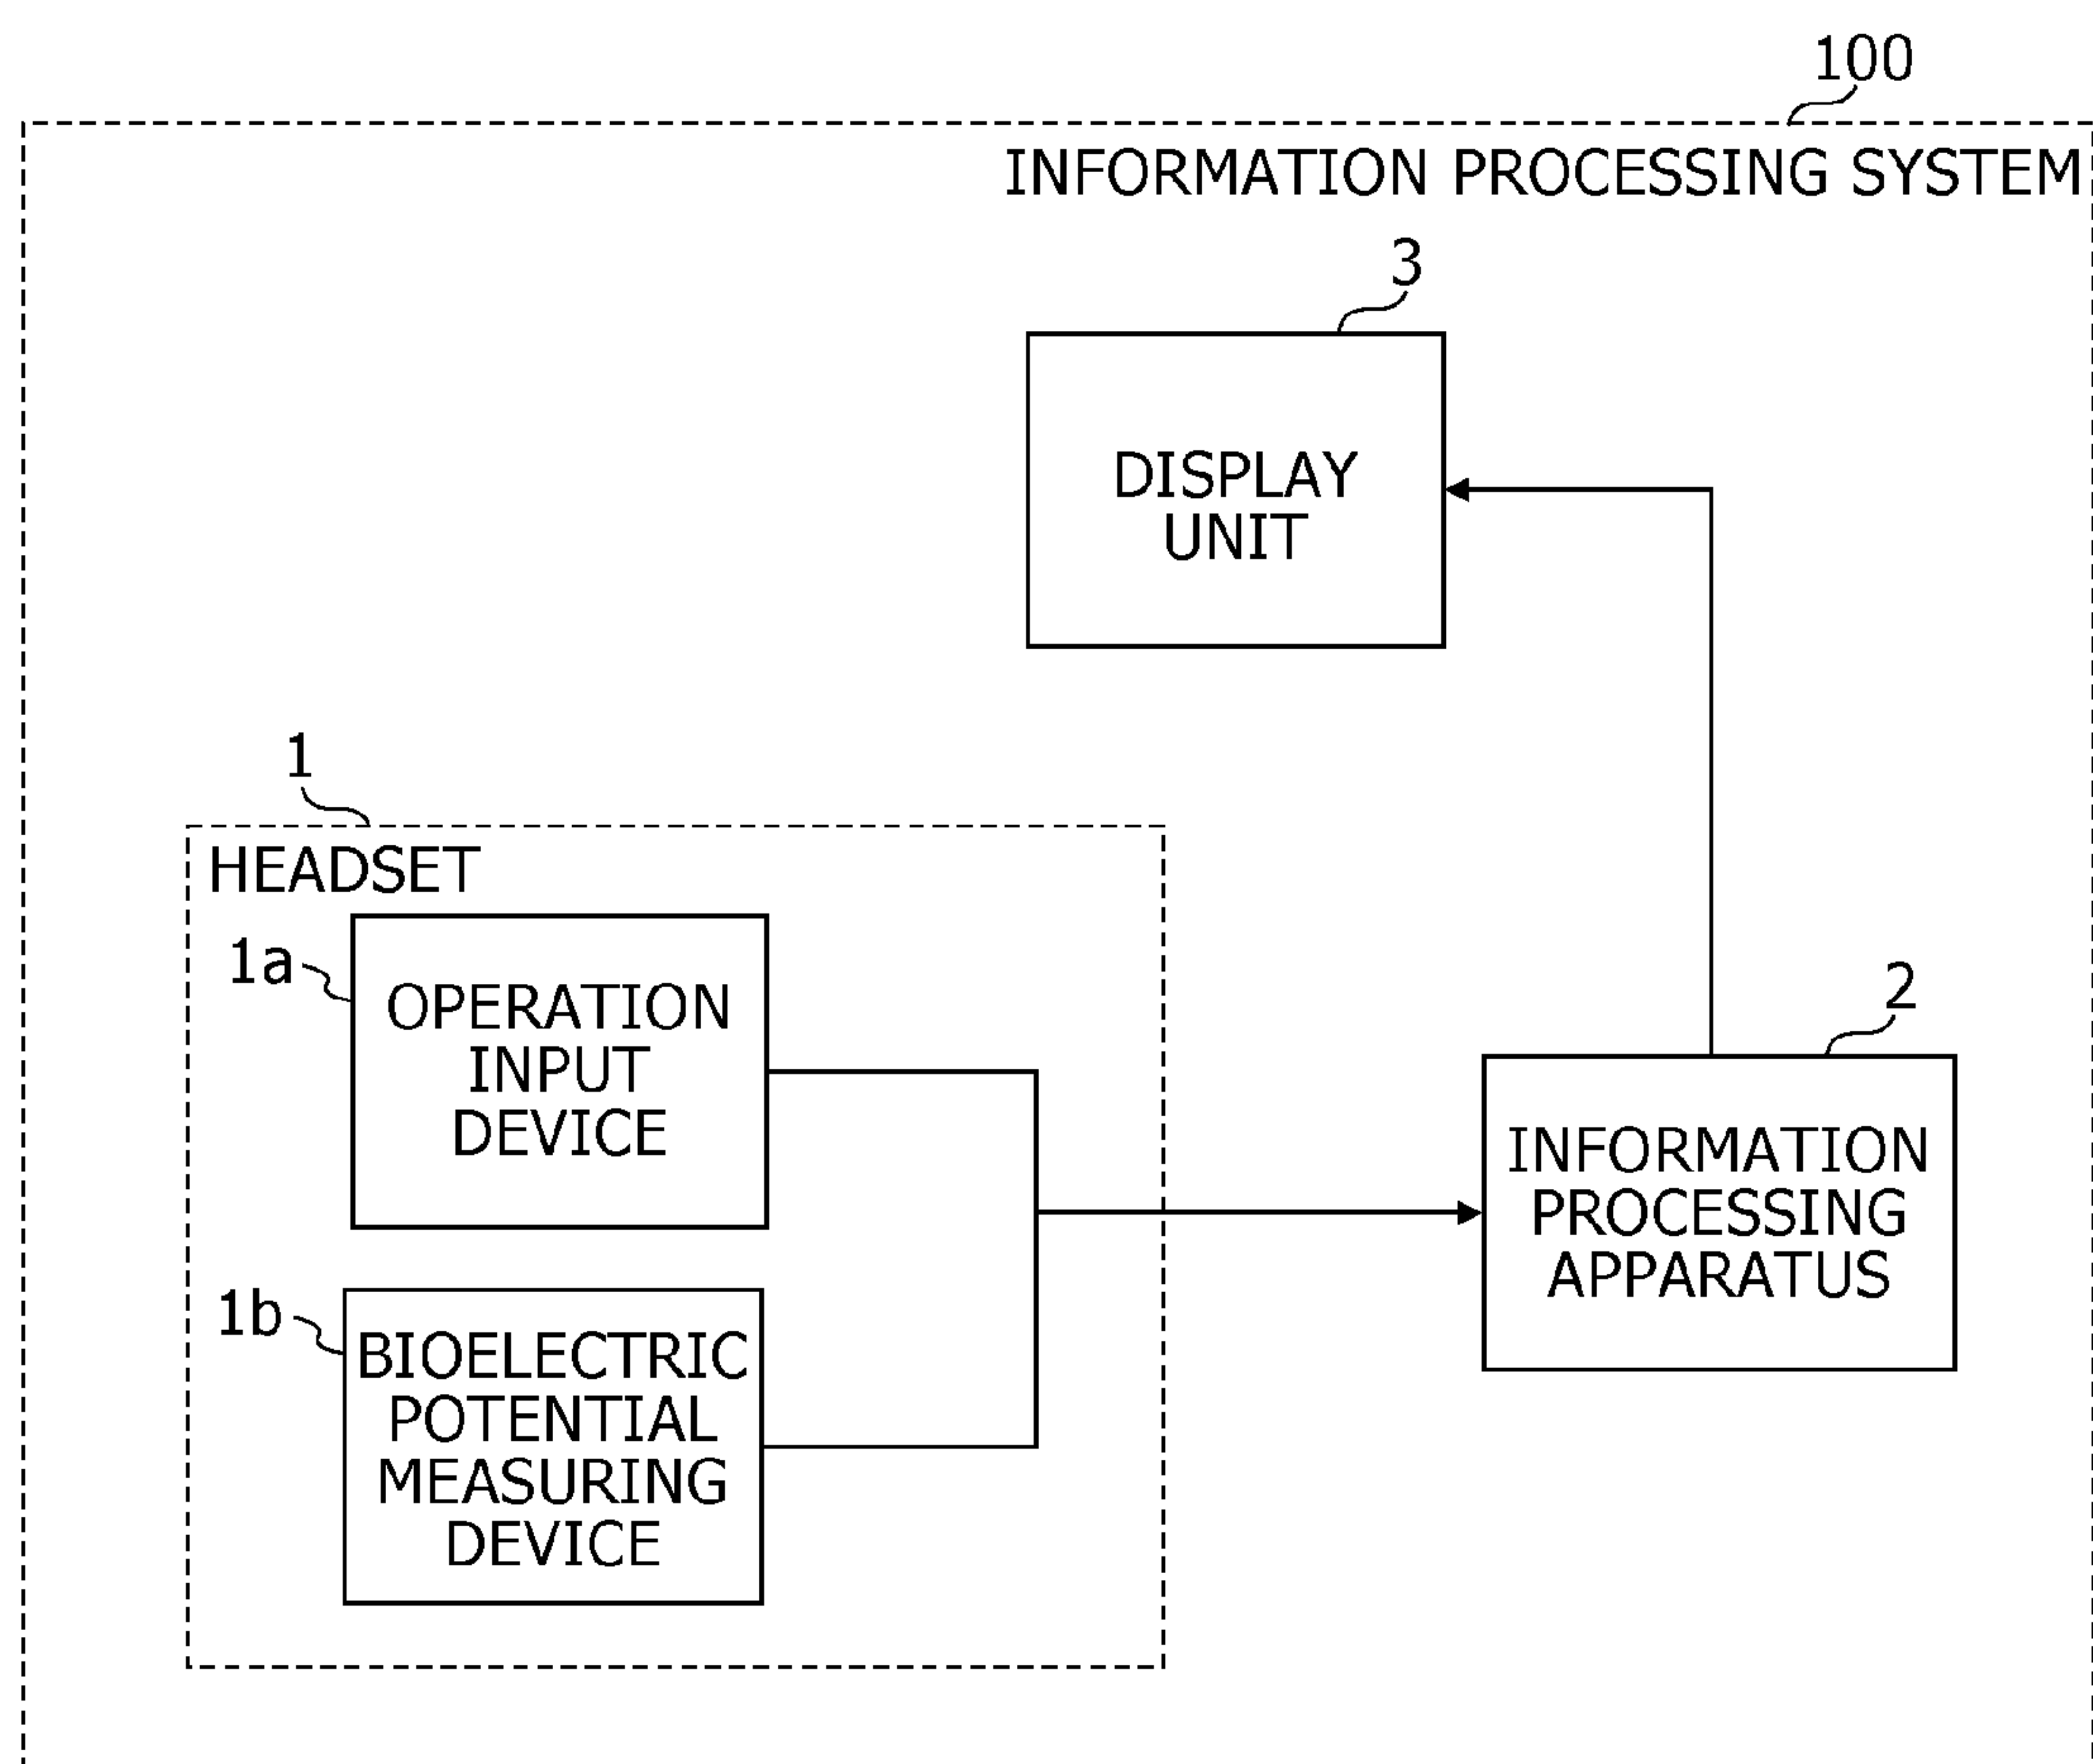 100
INFORMATION PROCESSING SYSTEM
3
DISPLAY
UNIT
1
HEADSET
1a
OPERATION
INPUT
DEVICE
2
INFORMATION
PROCESSING
APPARATUS
1b
BIOELECTRIC
POTENTIAL
MEASURING
DEVICE